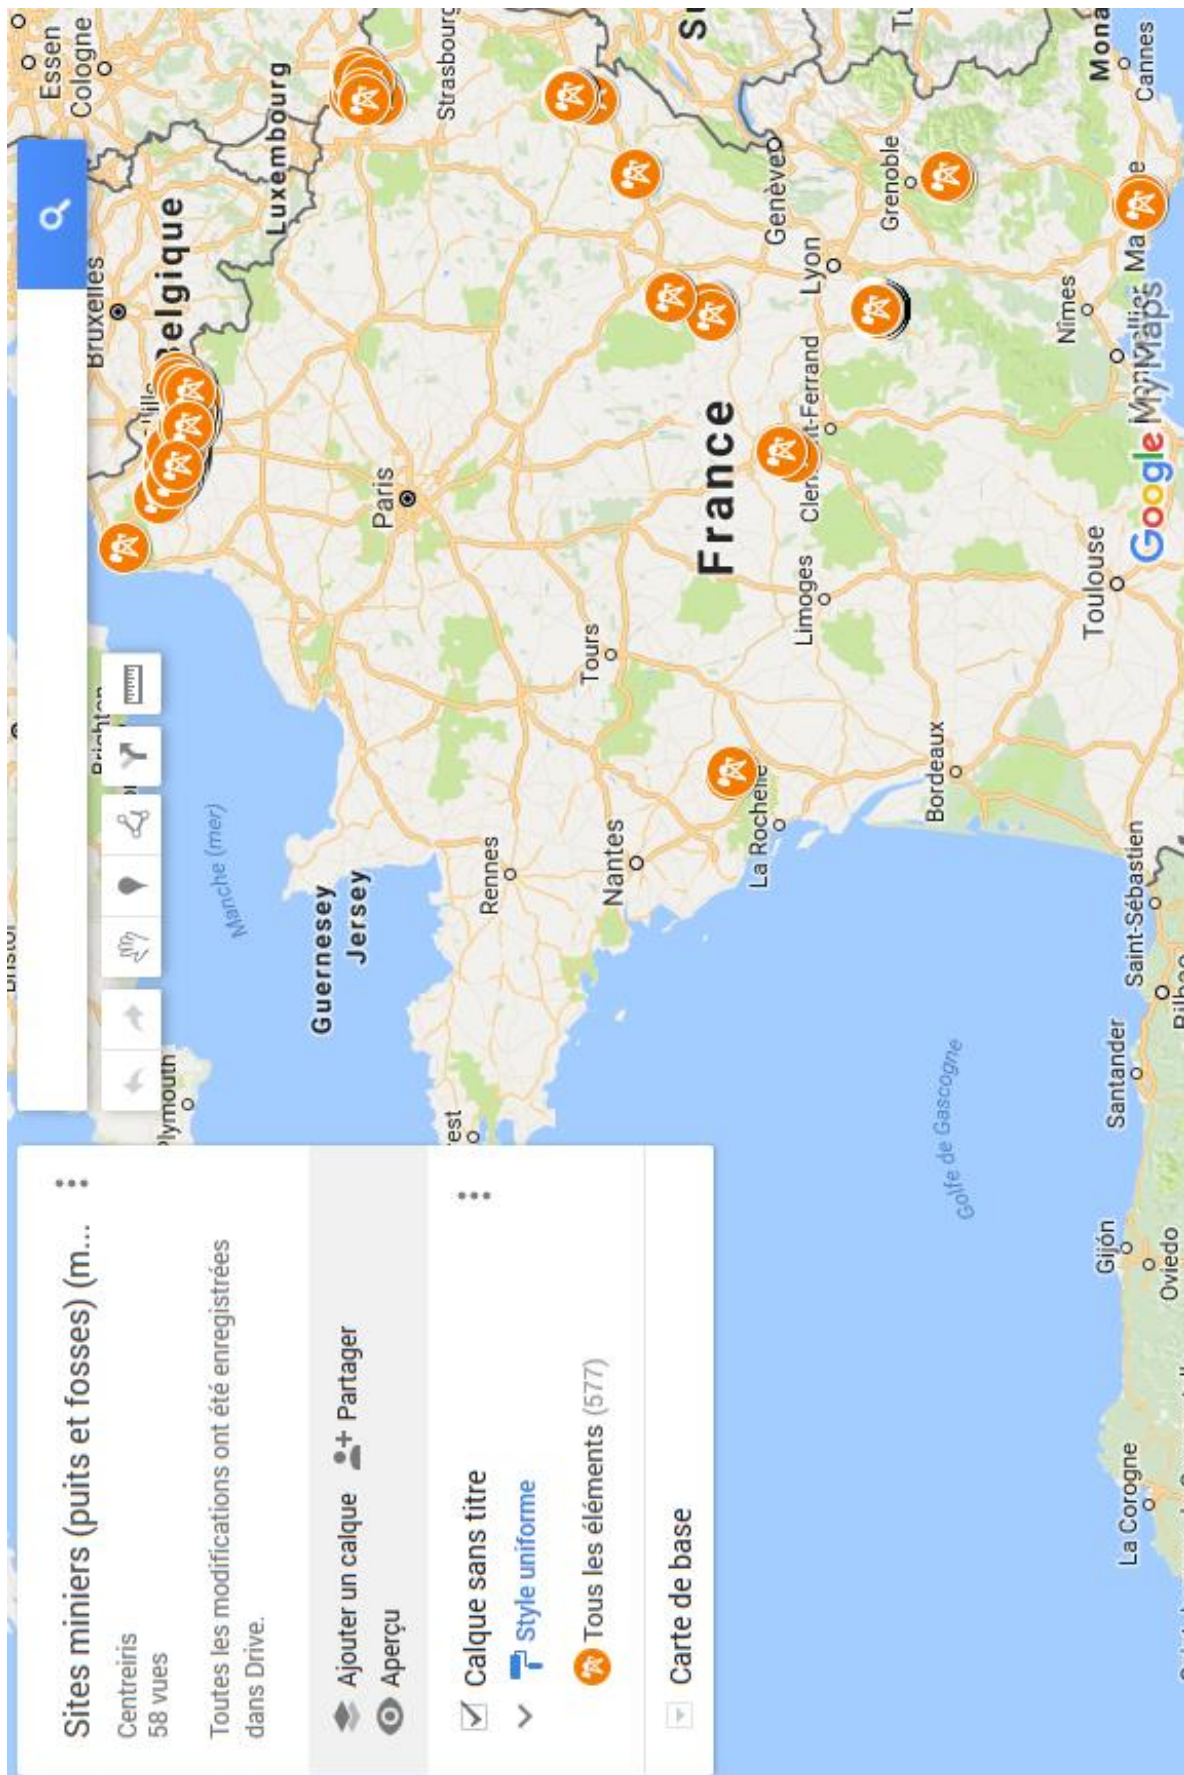 Sites miniers (puits et fosses) (m...
Centreiris
58 vues
Toutes les modifications ont été enregistrées
dans Drive.
Ajouter un calque
Partager
Aperçu
Calque sans titre
Style uniforme
Tous les éléments (577)
Carte de base
Essen
Cologne
Bruxelles
Belgique
Luxembourg
Plymouth
Manche (mer)
Guernesey
Jersey
Paris
Strasbourg
Rennes
Tours
Nantes
France
La Rochelle
Genève
Limoges
Lyon
Grenoble
Bordeaux
Golfe de Gascogne
Nîmes
Toulouse
Mona
Cannes
Saint-Sébastien
Santander
Gijón
Oviedo
La Corogne
Google My Maps